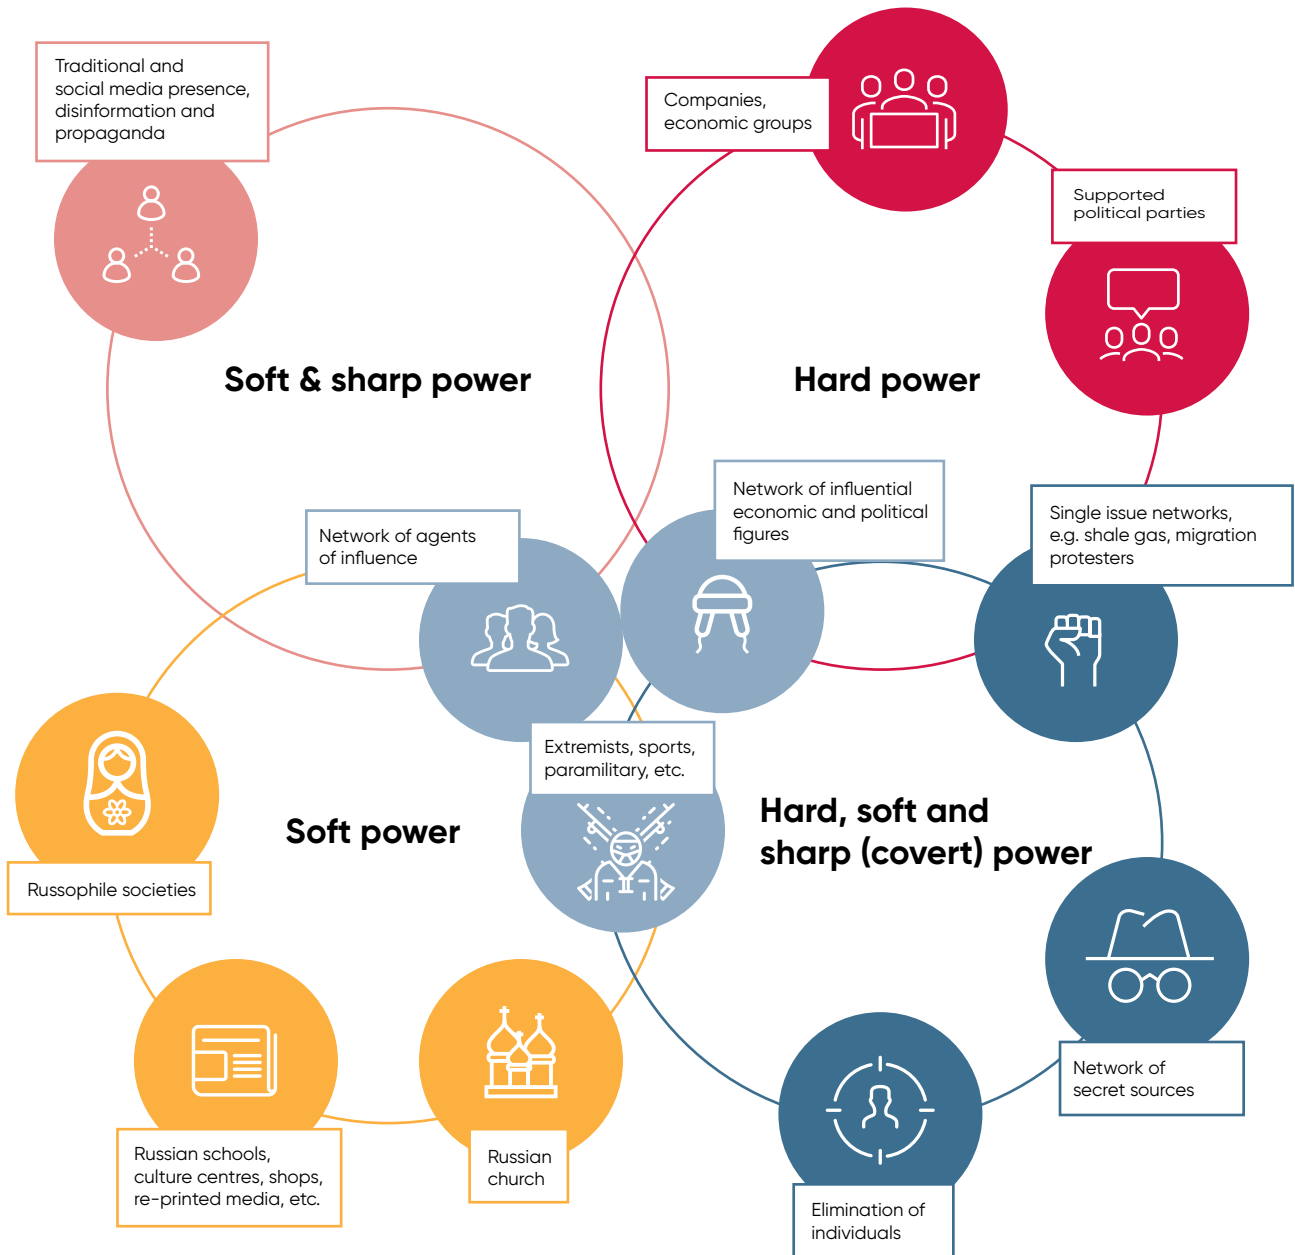 Traditional and
social media presence,
disinformation and
propaganda
Companies,
economic groups
Supported
political parties
Soft & sharp power
Hard power
Network of influential
economic and political
figures
Single issue networks,
e.g. shale gas, migration
protesters
Network of agents
of influence
Extremists, sports,
paramilitary, etc.
Hard, soft and
sharp (covert) power
Soft power
Russophile societies
Network of
secret sources
Russian schools,
culture centres, shops,
re-printed media, etc.
Russian
church
Elimination of
individuals